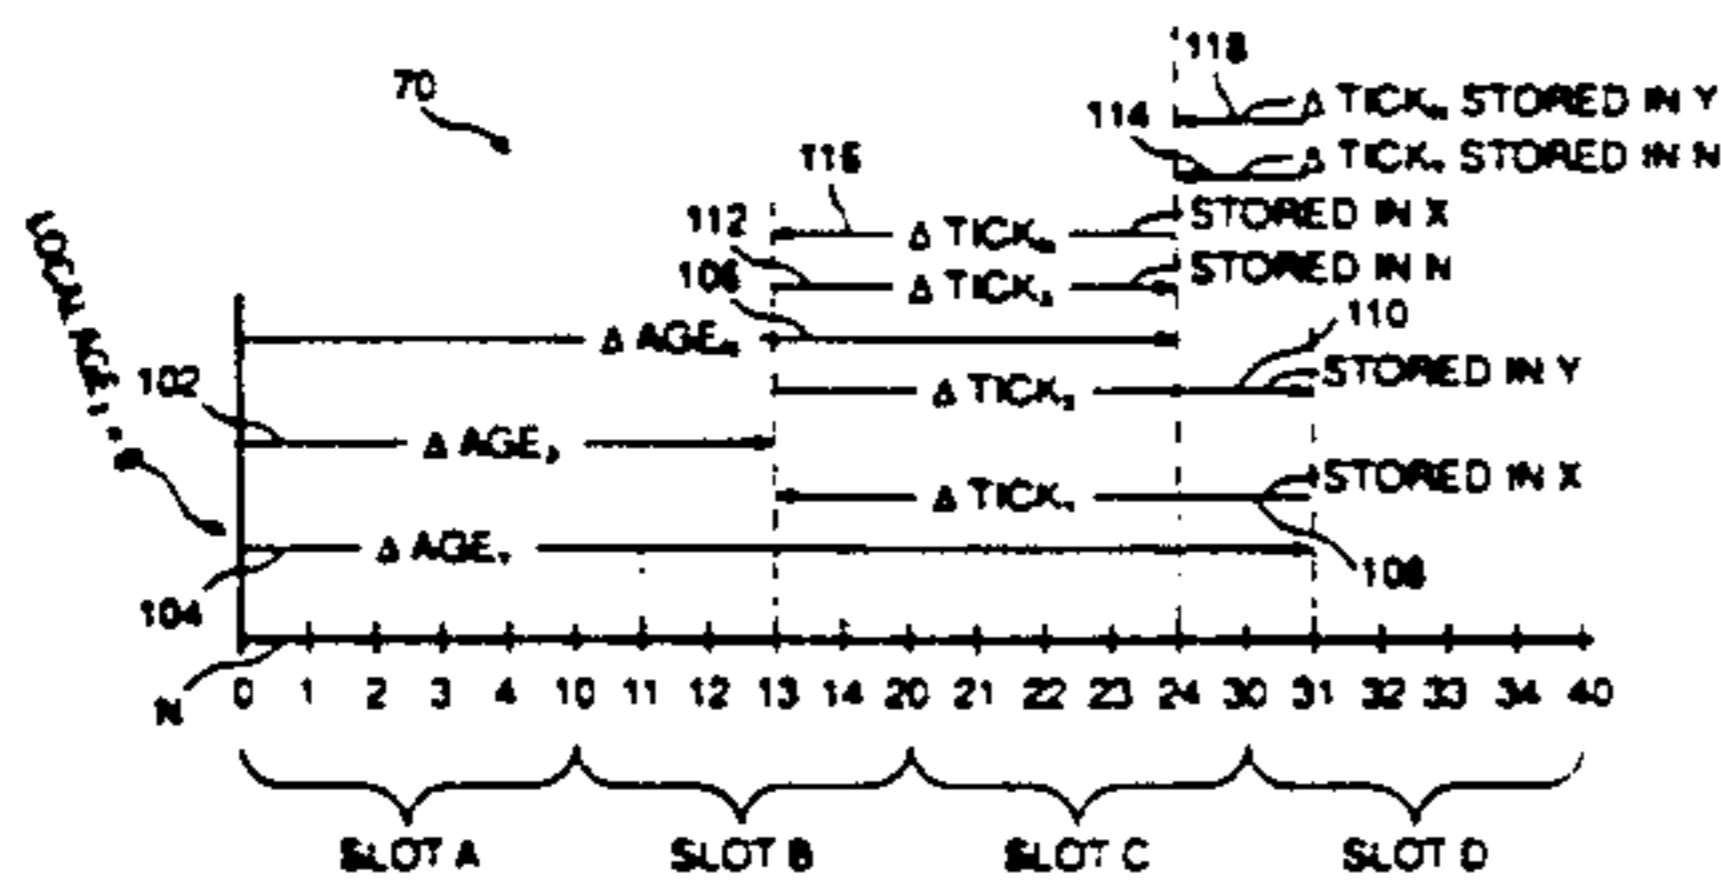 70
118
Δ TICKₙ STORED IN Y
114
Δ TICK STORED IN N
116
STORED IN X
112
Δ TICK
STORED IN N
106
Δ TICK
LOCAL AGE
Δ AGE
110
102
Δ TICK
STORED IN Y
Δ AGE
STORED IN X
Δ TICK
Δ AGE
108
104
N
0 1 2 3 4 10 11 12 13 14 20 21 22 23 24 30 31 32 33 34 40
SLOT A SLOT B SLOT C SLOT D